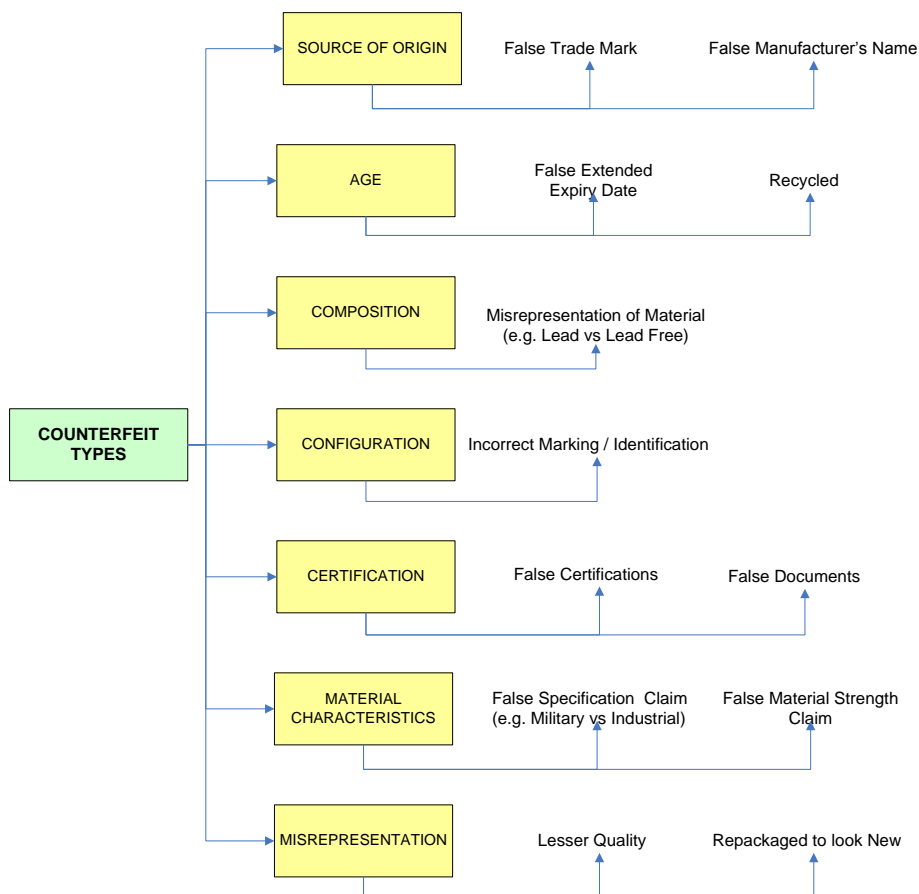 SOURCE OF ORIGIN
False Trade Mark
False Manufacturer's Name
AGE
False Extended
Expiry Date
Recycled
COMPOSITION
Misrepresentation of Material
(e.g. Lead vs Lead Free)
COUNTERFEIT
TYPES
CONFIGURATION
Incorrect Marking / Identification
CERTIFICATION
False Certifications
False Documents
MATERIAL
CHARACTERISTICS
False Specification Claim
(e.g. Military vs Industrial)
False Material Strength
Claim
MISREPRESENTATION
Lesser Quality
Repackaged to look New